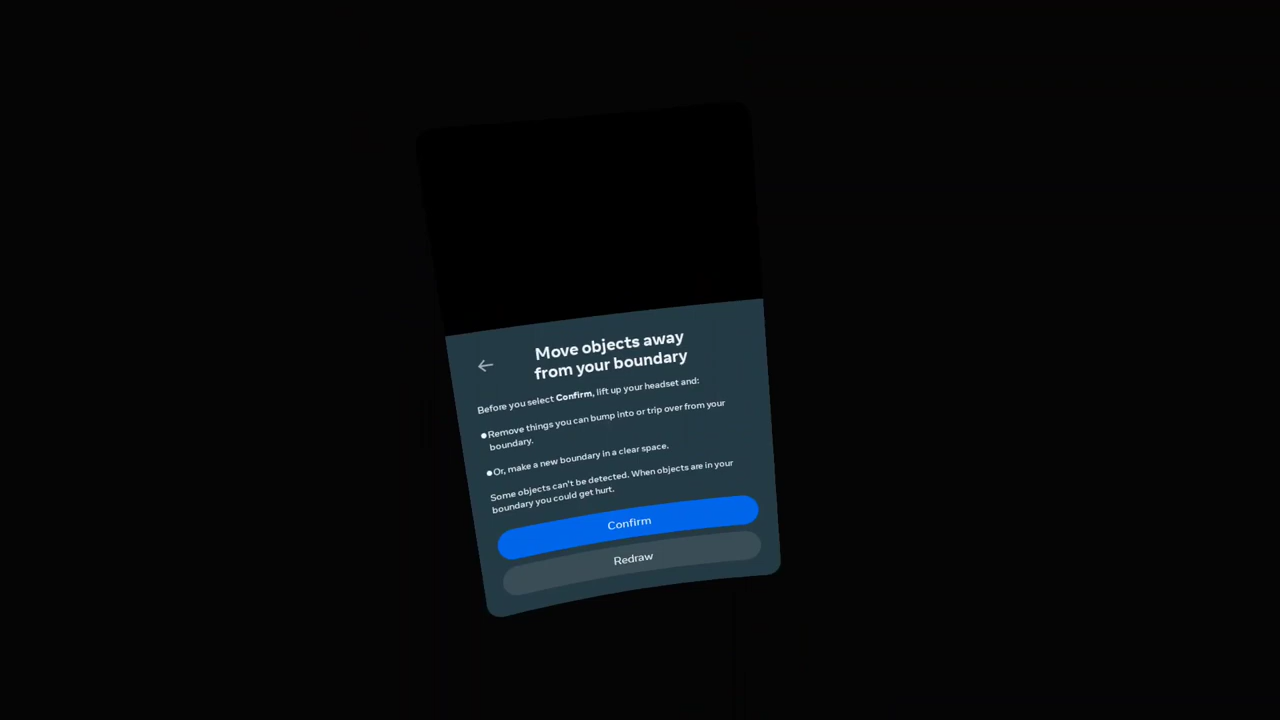 Move objects away
from your boundary
Before you select Confirm, lift up your headset and:
●Remove things you can bump into or trip over from your
boundary.
●Or, make a new boundary in a clear space.
Some objects can't be detected. When objects are in your
boundary you could get hurt.
Confirm
Redraw